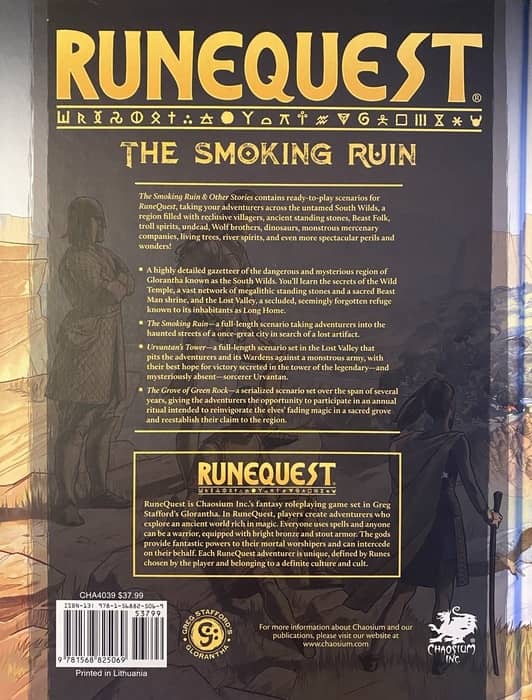 RUNEQUEST
®
THE SMOKING RUIN
The Smoking Ruin & Other Stories contains ready-to-play scenarios for
RuneQuest, taking your adventurers across the untamed South Wilds, a
region filled with reclusive villagers, ancient standing stones, Beast Folk,
troll spirits, undead, Wolf brothers, dinosaurs, monstrous mercenary
companies, living trees, river spirits, and even more spectacular perils and
wonders!
A highly detailed gazetteer of the dangerous and mysterious region of
Glorantha known as the South Wilds. You'll learn the secrets of the Wild
Temple, a vast network of megalithic standing stones and a sacred Beast
Man shrine, and the Lost Valley, a secluded, seemingly forgotten refuge
known to its inhabitants as Long Home.
The Smoking Ruin—a full-length scenario taking adventurers into the
haunted streets of a once-great city in search of a lost artifact.
Urvantan's Tower—a full-length scenario set in the Lost Valley that
pits the adventurers and its Wardens against a monstrous army, with
their best hope for victory secreted in the tower of the legendary—and
mysteriously absent—sorcerer Urvantan.
The Grove of Green Rock—a serialized scenario set over the span of several
years, giving the adventurers the opportunity to participate in an annual
ritual intended to reinvigorate the elves' fading magic in a sacred grove
and reestablish their claim to the region.
RUNEQUEST
RuneQuest is Chaosium Inc.'s fantasy roleplaying game set in Greg
Stafford's Glorantha. In RuneQuest, players create adventurers who
explore an ancient world rich in magic. Everyone uses spells and anyone
can be a warrior, equipped with bright bronze and stout armor. The gods
provide fantastic powers to their mortal worshipers and can intercede
on their behalf. Each RuneQuest adventurer is unique, defined by Runes
chosen by the player and belonging to a definite culture and cult.
CHA4039 $37.99
ISBN-13: 978-1-56882-506-9
53799
9 781568 825069
Printed in Lithuania
GREG STAFFORD'S
GLORANTHA
For more information about Chaosium and our
publications, please visit our website at
www.chaosium.com
CHAOSIUM
INC.